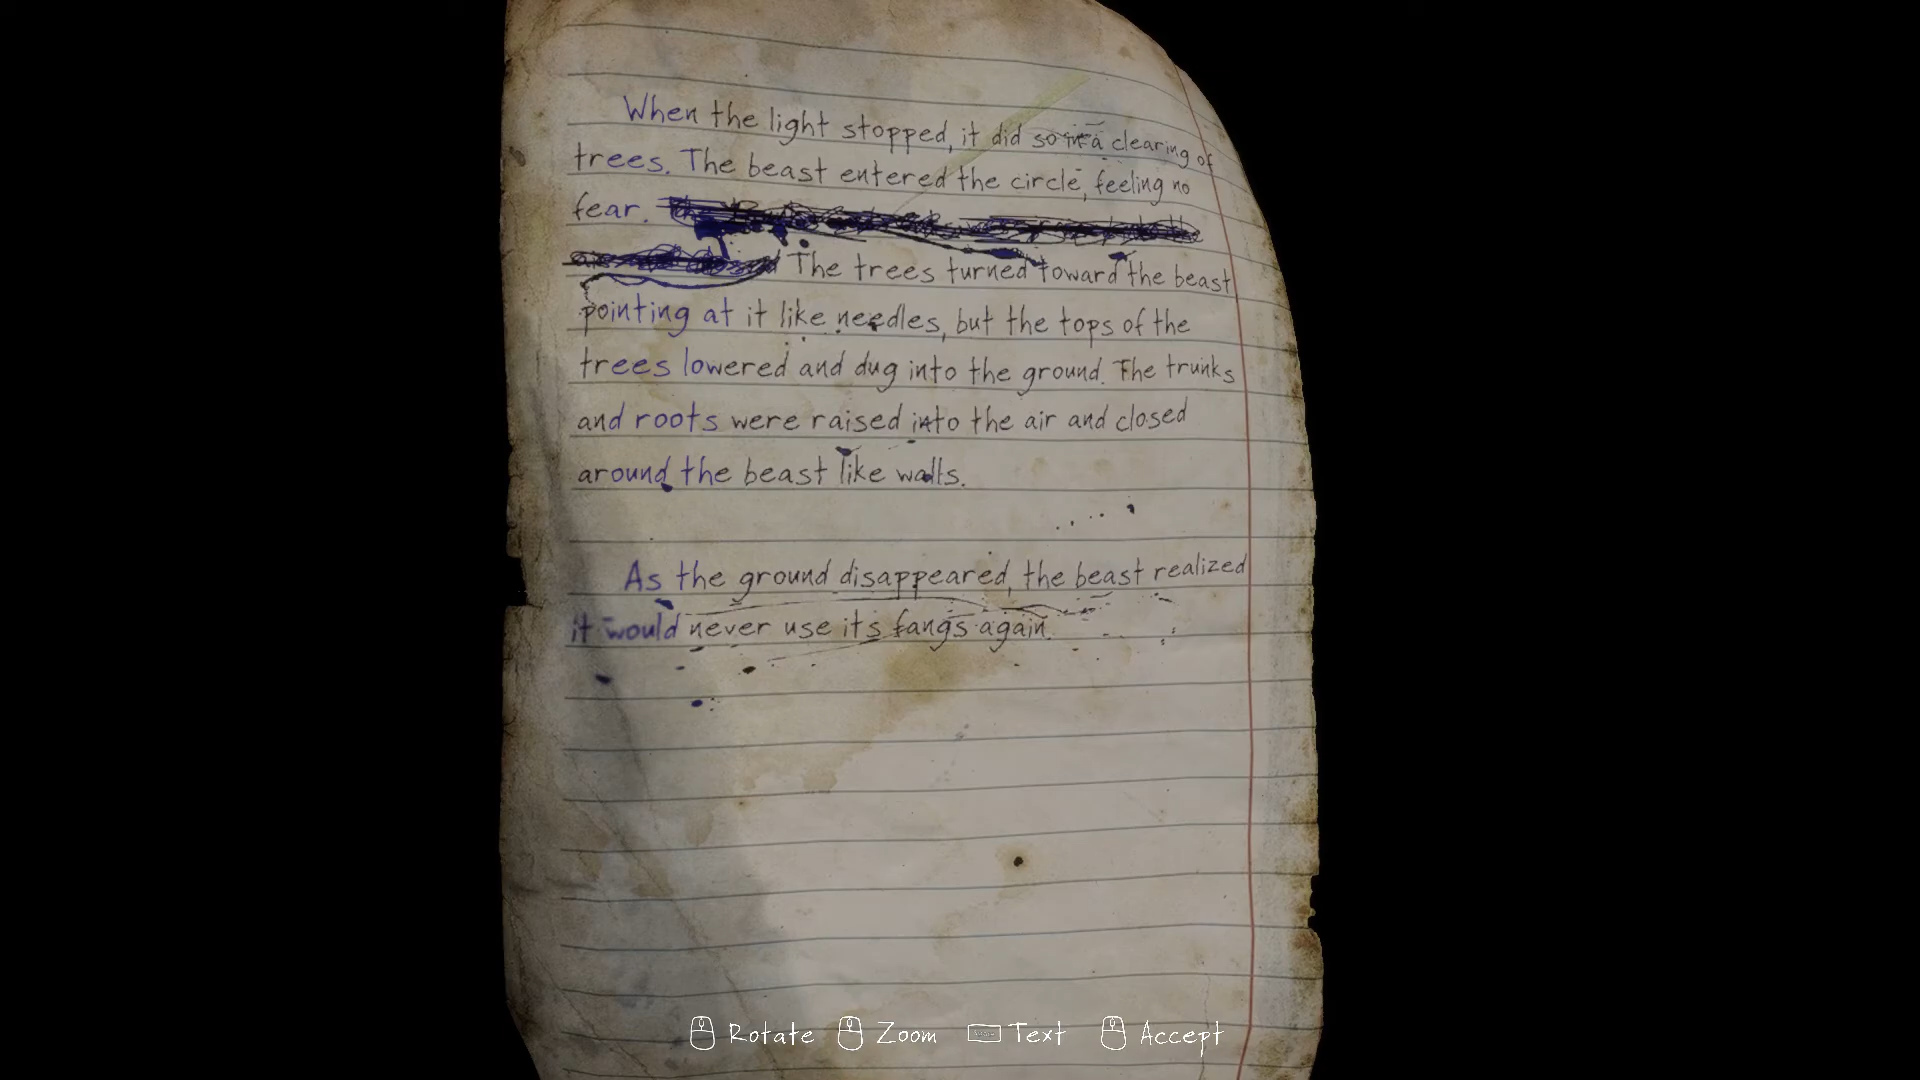 When the light stopped, it did so in a clearing of
trees. The beast entered the circle, feeling no
fear.
The trees turned toward the beast
pointing at it like needles, but the tops of the
trees lowered and dug into the ground. The trunks
and roots were raised into the air and closed
around the beast like walls.
As the ground disappeared, the beast realized
it would never use its fangs again.
Rotate Zoom Text Accept